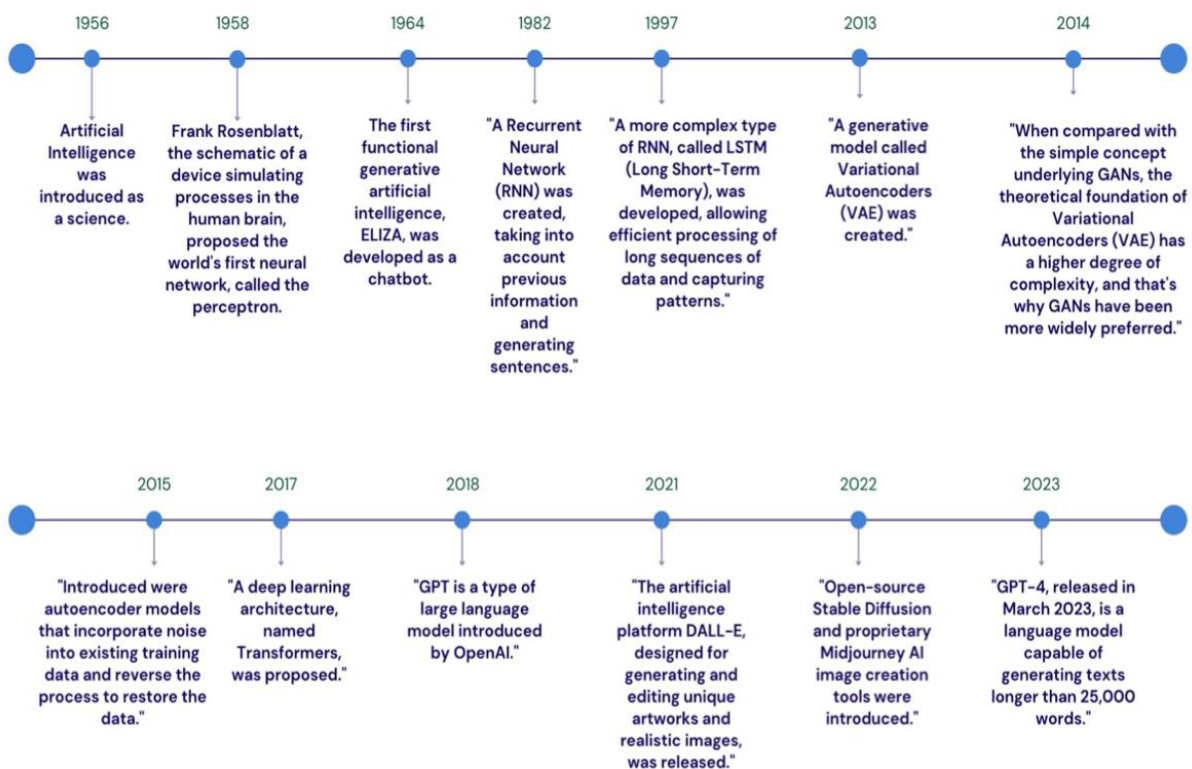 1956
1958
1964
1982
1997
2013
2014
Artificial
Intelligence
was
introduced as
a science.
Frank Rosenblatt,
the schematic of a
device simulating
processes in the
human brain,
proposed the
world's first neural
network, called the
perceptron.
The first
functional
generative
artificial
intelligence,
ELIZA, was
developed as a
chatbot.
"A Recurrent
Neural
Network
(RNN) was
created,
taking into
account
previous
information
and
generating
sentences."
"A more complex type
of RNN, called LSTM
(Long Short-Term
Memory), was
developed, allowing
efficient processing of
long sequences of
data and capturing
patterns."
"A generative
model called
Variational
Autoencoders
(VAE) was
created."
"When compared with
the simple concept
underlying GANs, the
theoretical foundation of
Variational
Autoencoders (VAE) has
a higher degree of
complexity, and that's
why GANs have been
more widely preferred."
2015
2017
2018
2021
2022
2023
"Introduced were
autoencoder models
that incorporate noise
into existing training
data and reverse the
process to restore the
data."
"A deep learning
architecture,
named
Transformers,
was proposed."
"GPT is a type of
large language
model introduced
by OpenAI."
"The artificial
intelligence
platform DALL-E,
designed for
generating and
editing unique
artworks and
realistic images,
was released."
"Open-source
Stable Diffusion
and proprietary
Midjourney AI
image creation
tools were
introduced."
"GPT-4, released in
March 2023, is a
language model
capable of
generating texts
longer than 25,000
words."